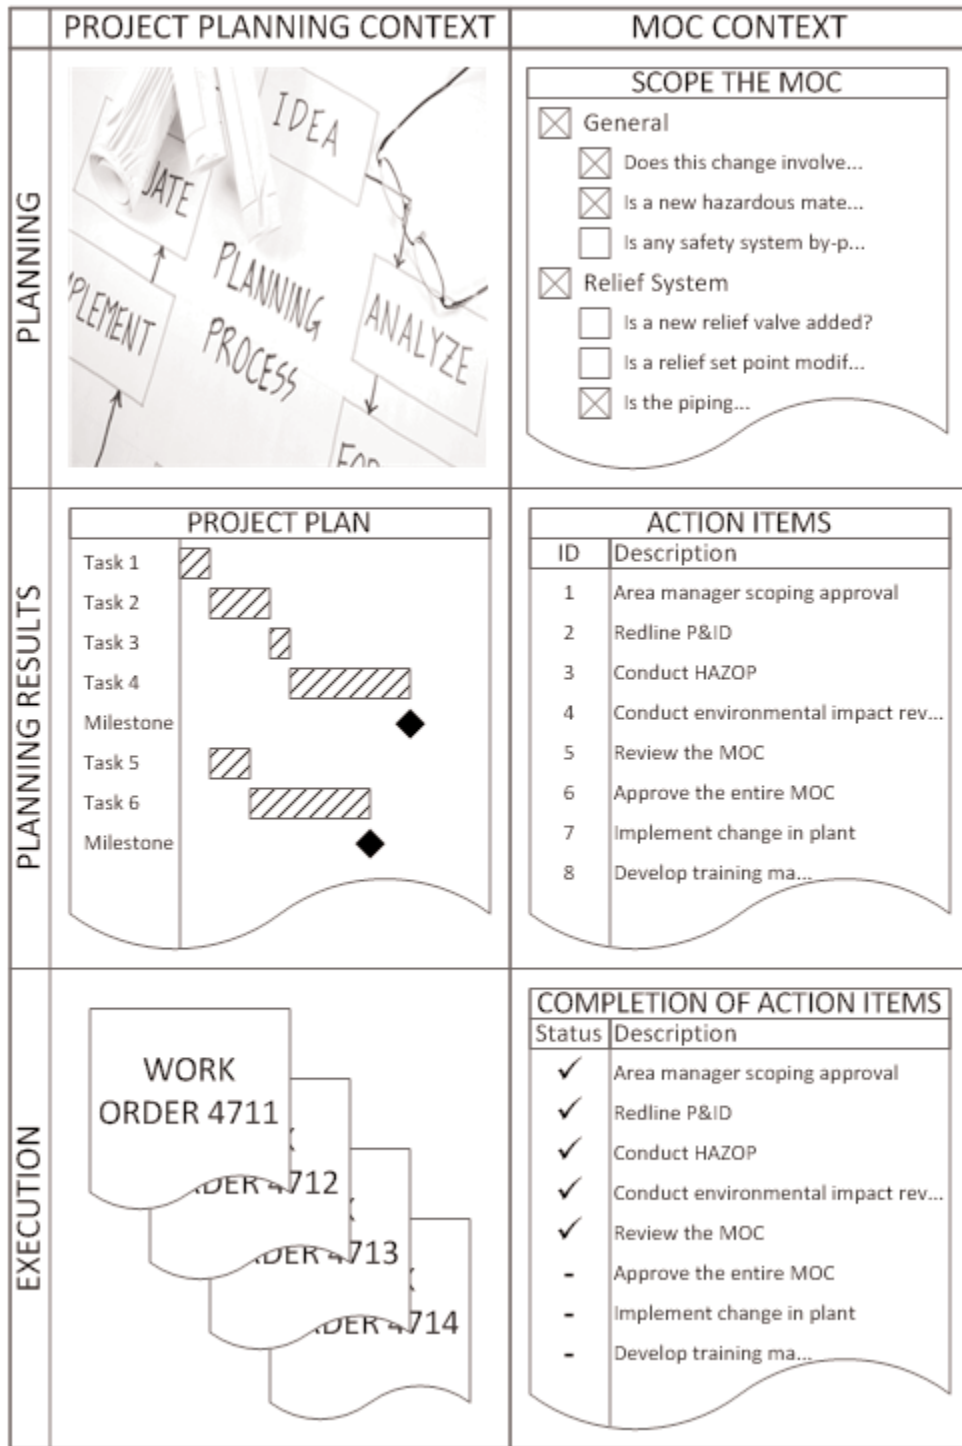 PROJECT PLANNING CONTEXT
MOC CONTEXT
PLANNING
IDEA
UATE
PLEMENT
PLANNING
PROCESS
ANALYZE
SCOPE THE MOC
General
Does this change involve...
Is a new hazardous mate...
Is any safety system by-p...
Relief System
Is a new relief valve added?
Is a relief set point modif...
Is the piping...
PLANNING RESULTS
PROJECT PLAN
Task 1
Task 2
Task 3
Task 4
Milestone
Task 5
Task 6
Milestone
ACTION ITEMS
ID Description
1 Area manager scoping approval
2 Redline P&ID
3 Conduct HAZOP
4 Conduct environmental impact rev...
5 Review the MOC
6 Approve the entire MOC
7 Implement change in plant
8 Develop training ma...
EXECUTION
WORK
ORDER 4711
DER 4712
DER 4713
DER 4714
COMPLETION OF ACTION ITEMS
Status Description
✓ Area manager scoping approval
✓ Redline P&ID
✓ Conduct HAZOP
✓ Conduct environmental impact rev...
✓ Review the MOC
- Approve the entire MOC
- Implement change in plant
- Develop training ma...